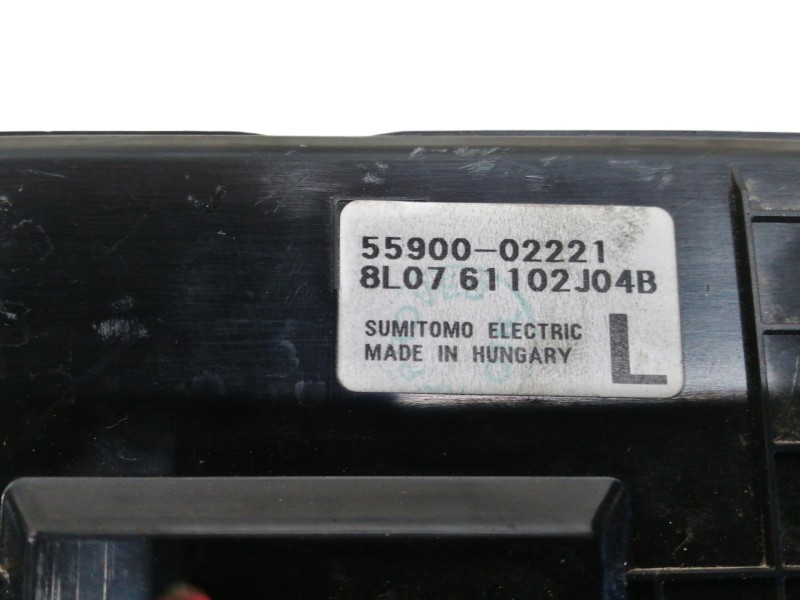 55900-02221
8L07 61102J04B
SUMITOMO ELECTRIC
MADE IN HUNGARY
L